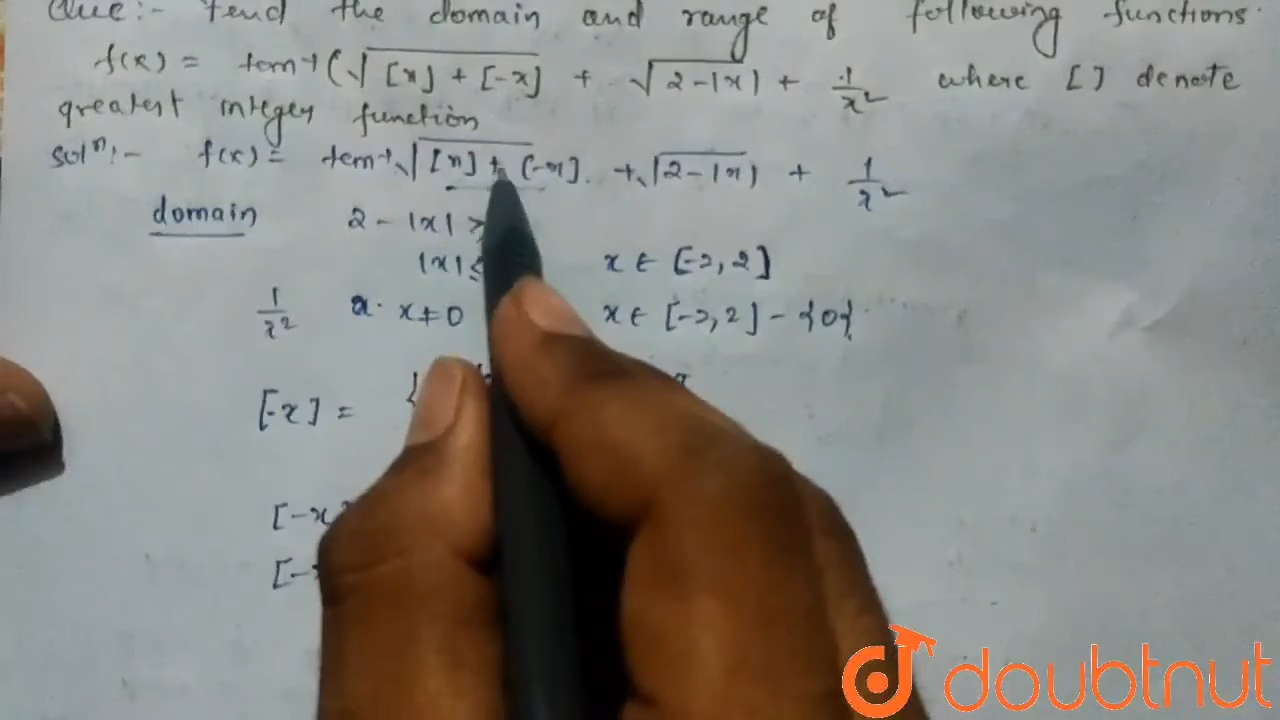 Que:- find the domain and range of following functions.
f(x) = tan⁻¹(√[x] + [-x] + √2-|x|) + 1/x² where [] denote
greatest integer function
solⁿ:- f(x) = tan⁻¹√[x] + [-x] + √2-|x|) + 1/x²
domain 2 - |x| ≥
|x| ≤ x ∈ [-2, 2]
1/x² x ≠ 0 x ∈ [-2, 2] - {0}
[-x] = {
[-x
[-
doubtnut